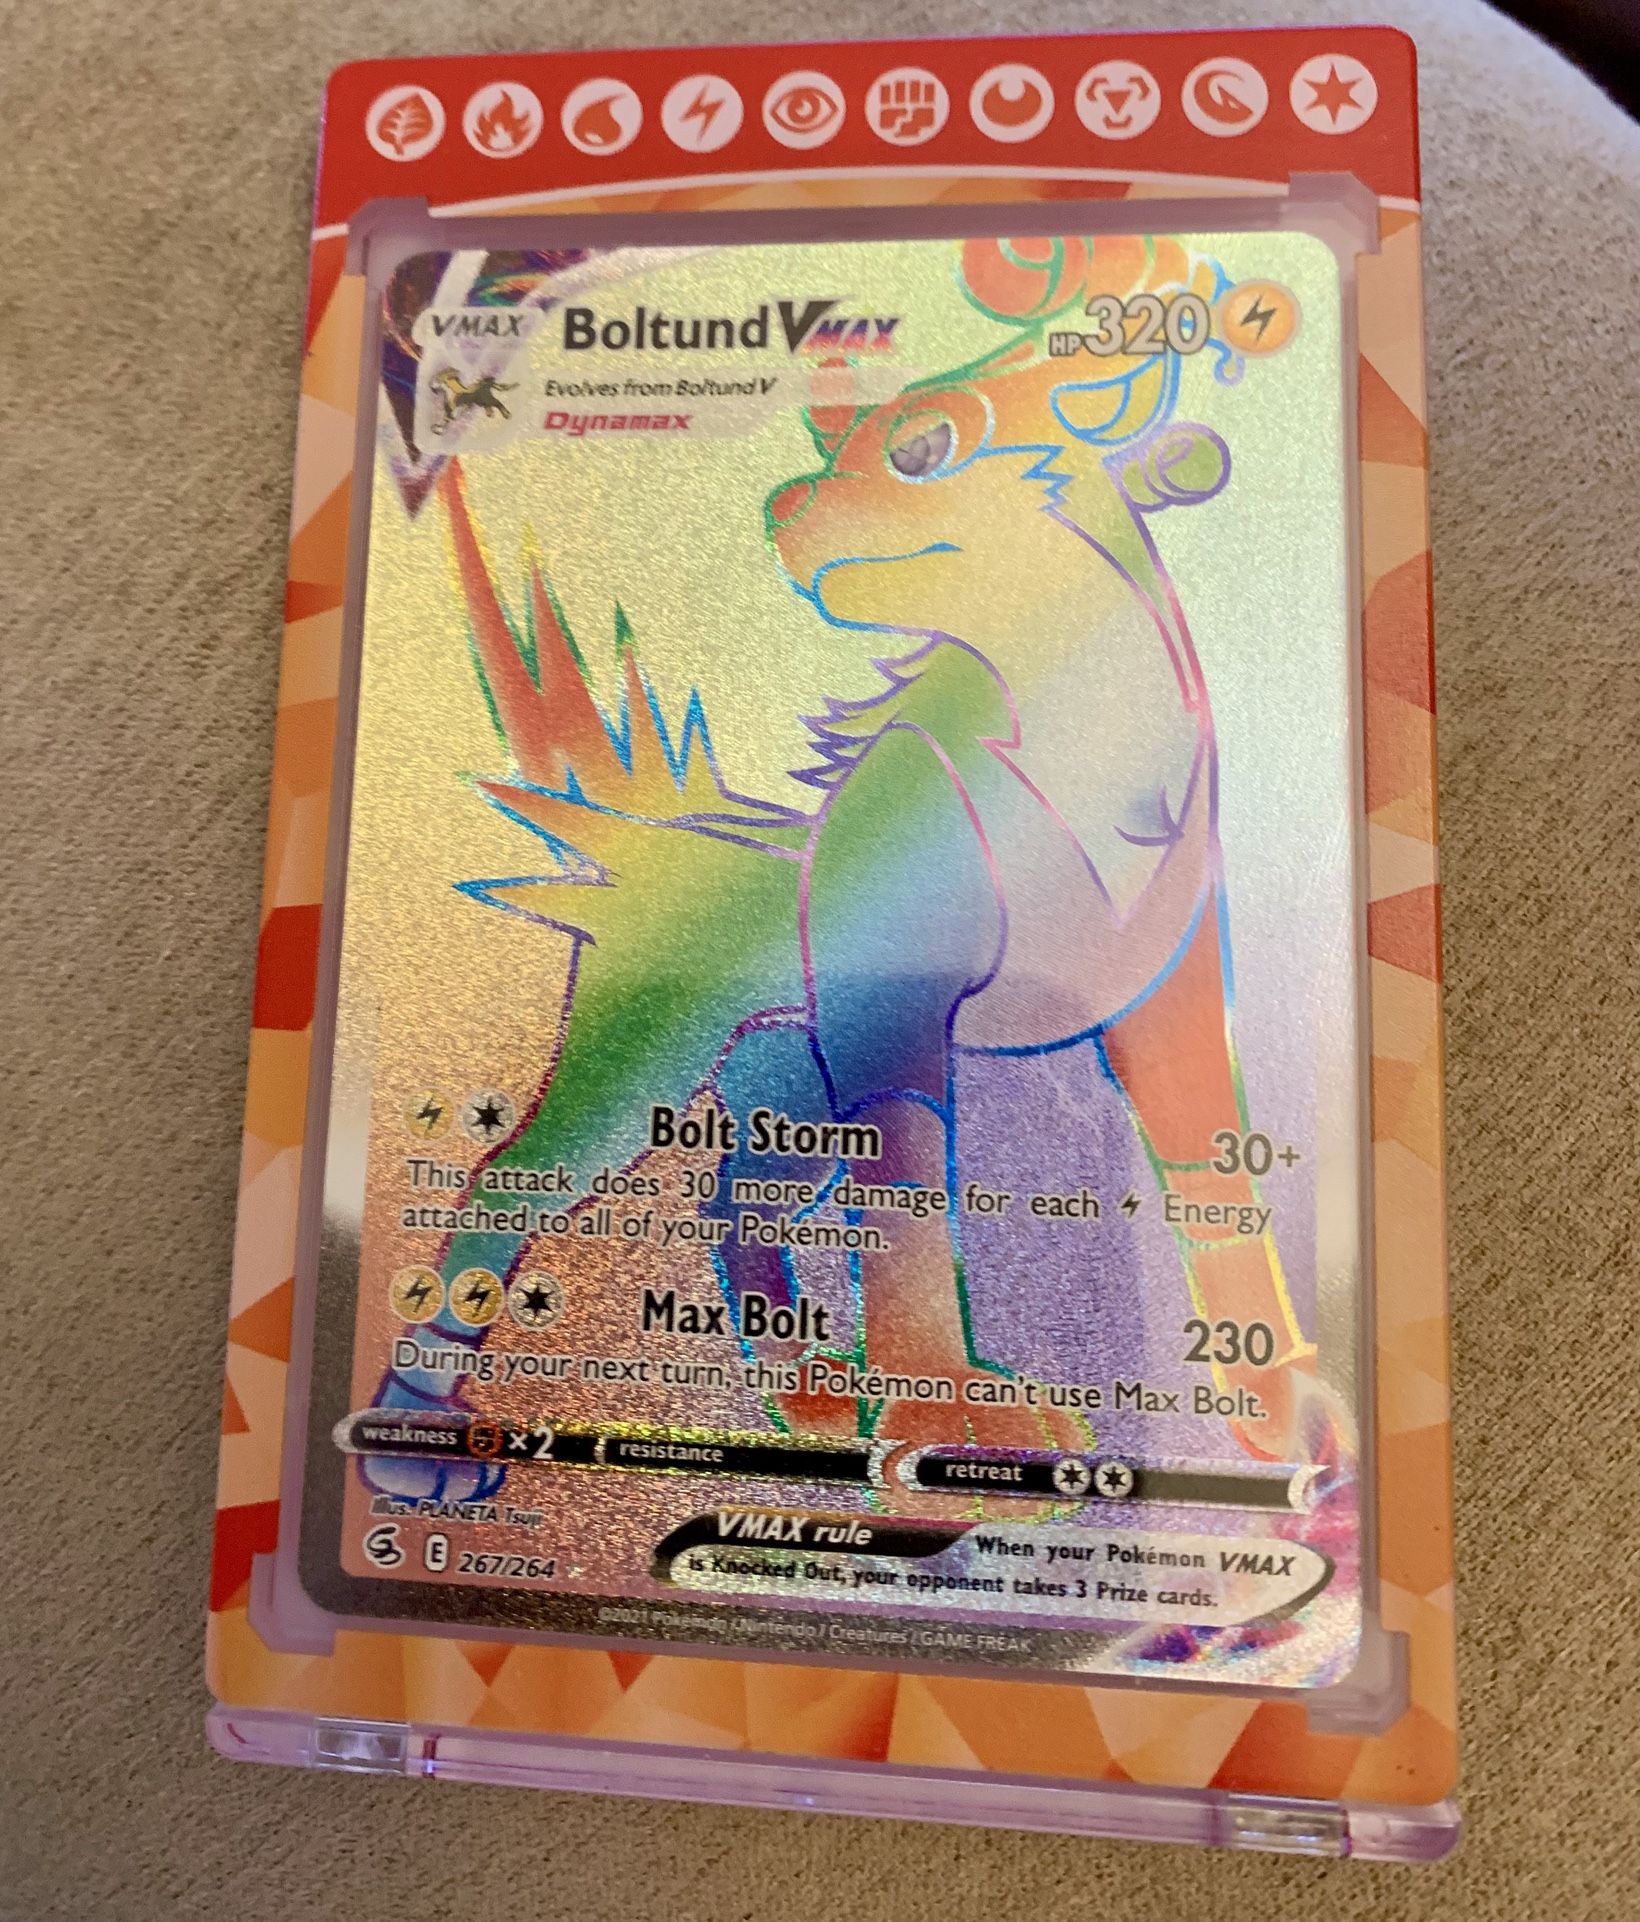 VMAX Boltund VMAX HP 320
Evolves from Boltund V
Dynamax
Bolt Storm 30+
This attack does 30 more damage for each Energy
attached to all of your Pokémon.
Max Bolt 230
During your next turn, this Pokémon can't use Max Bolt.
weakness ×2 resistance retreat
Illus. PLANETA Tsuji
E 267/264
VMAX rule When your Pokémon VMAX
is Knocked Out, your opponent takes 3 Prize cards.
©2021 Pokémon / Nintendo / Creatures / GAME FREAK